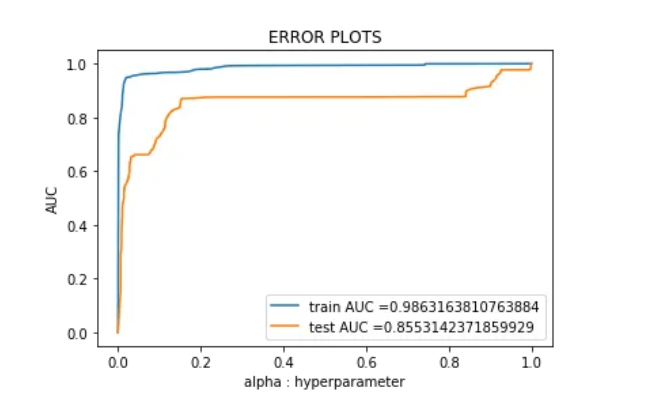 ERROR PLOTS
1.0
0.8
0.6
0.4
0.2
0.0
AUC
train AUC =0.9863163810763884
test AUC =0.8553142371859929
0.0 0.2 0.4 0.6 0.8 1.0
alpha : hyperparameter